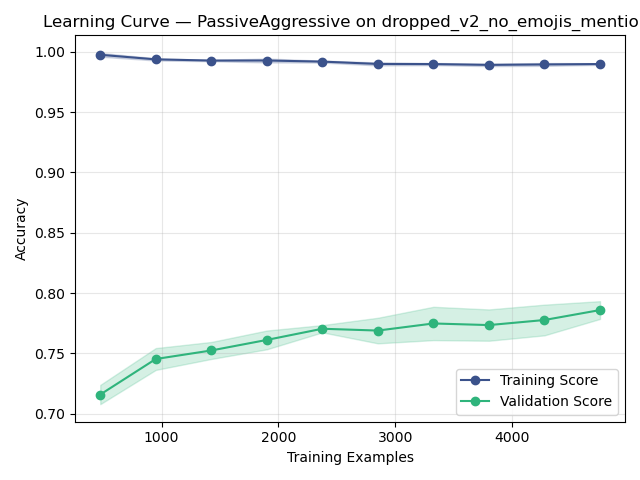 Learning Curve — PassiveAggressive on dropped_v2_no_emojis_mentio
1.00
0.95
0.90
0.85
0.80
0.75
0.70
Accuracy
1000 2000 3000 4000
Training Examples
Training Score
Validation Score